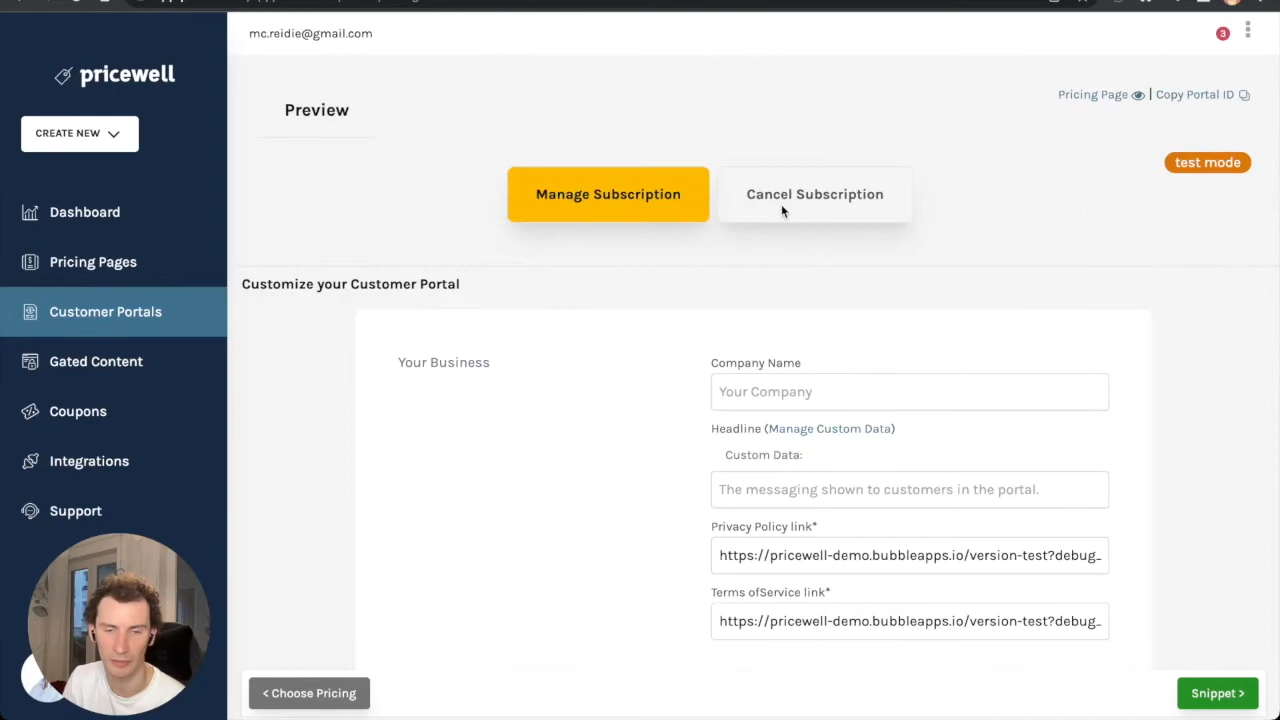 mc.reidie@gmail.com
3
pricewell
CREATE NEW
Dashboard
Pricing Pages
Customer Portals
Gated Content
Coupons
Integrations
Support
Pricing Page | Copy Portal ID
Preview
test mode
Manage Subscription
Cancel Subscription
Customize your Customer Portal
Your Business
Company Name
Your Company
Headline (Manage Custom Data)
Custom Data:
The messaging shown to customers in the portal.
Privacy Policy link*
https://pricewell-demo.bubbleapps.io/version-test?debug_
Terms ofService link*
https://pricewell-demo.bubbleapps.io/version-test?debug_
< Choose Pricing
Snippet >